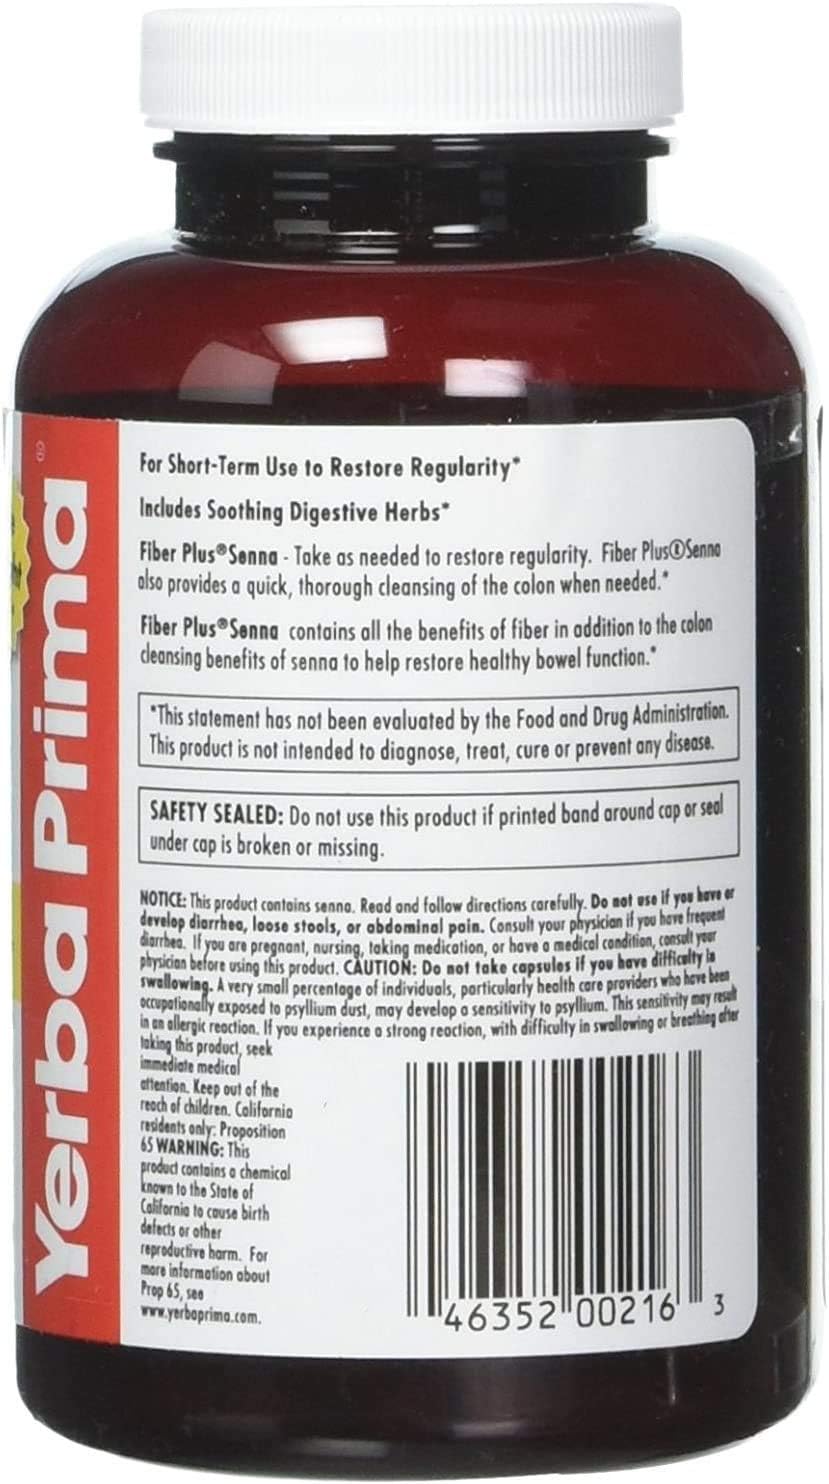 Yerba Prima®
For Short-Term Use to Restore Regularity*
Includes Soothing Digestive Herbs*
Fiber Plus®Senna - Take as needed to restore regularity. Fiber Plus®Senna
also provides a quick, thorough cleansing of the colon when needed.*
Fiber Plus®Senna contains all the benefits of fiber in addition to the colon
cleansing benefits of senna to help restore healthy bowel function.*
*This statement has not been evaluated by the Food and Drug Administration.
This product is not intended to diagnose, treat, cure or prevent any disease.
SAFETY SEALED: Do not use this product if printed band around cap or seal
under cap is broken or missing.
NOTICE: This product contains senna. Read and follow directions carefully. Do not use if you have or
develop diarrhea, loose stools, or abdominal pain. Consult your physician if you have frequent
diarrhea. If you are pregnant, nursing, taking medication, or have a medical condition, consult your
physician before using this product. CAUTION: Do not take capsules if you have difficulty in
swallowing. A very small percentage of individuals, particularly health care providers who have been
occupationally exposed to psyllium dust, may develop a sensitivity to psyllium. This sensitivity may result
in an allergic reaction. If you experience a strong reaction, with difficulty in swallowing or breathing after
taking this product, seek
immediate medical
attention. Keep out of the
reach of children. California
residents only: Proposition
65 WARNING: This
product contains a chemical
known to the State of
California to cause birth
defects or other
reproductive harm. For
more information about
Prop 65, see
www.yerbaprima.com.
46352 00216 3